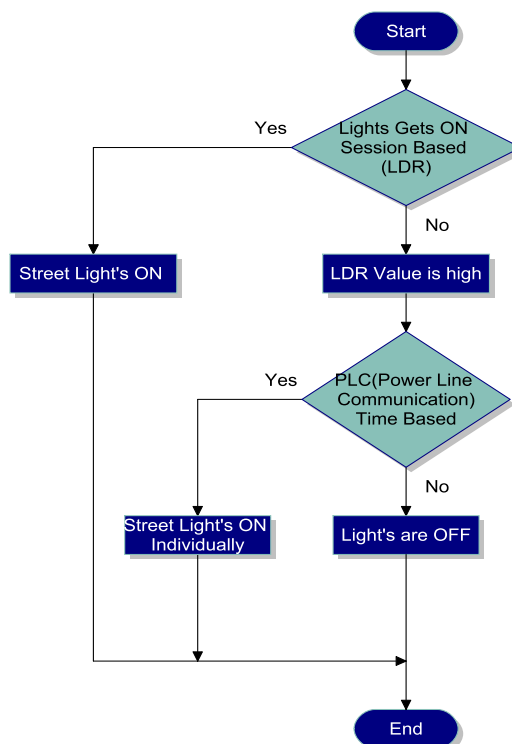 Start
Yes
Lights Gets ON
Session Based
(LDR)
No
Street Light's ON
LDR Value is high
Yes
PLC(Power Line
Communication)
Time Based
No
Street Light's ON
Individually
Light's are OFF
End